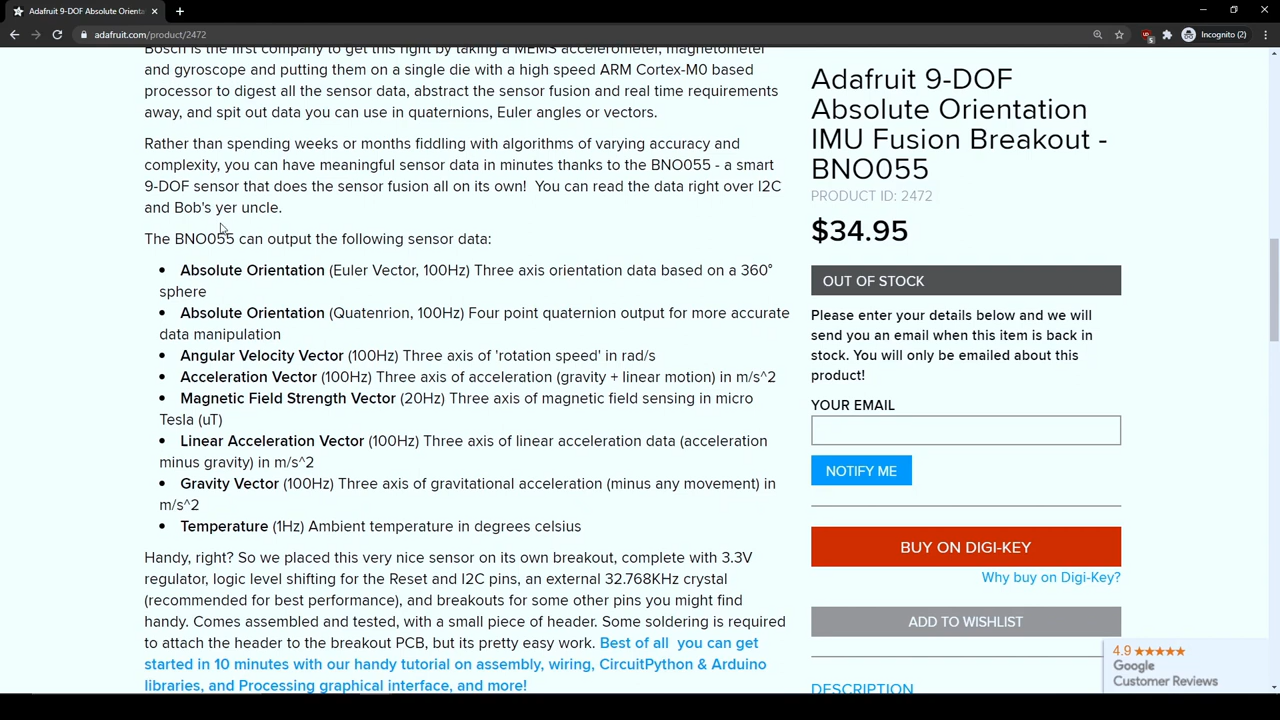 Adafruit 9-DOF Absolute Orienta
adafruit.com/product/2472
Incognito (2)
Bosch is the first company to get this right by taking a MEMS accelerometer, magnetometer
and gyroscope and putting them on a single die with a high speed ARM Cortex-M0 based
processor to digest all the sensor data, abstract the sensor fusion and real time requirements
away, and spit out data you can use in quaternions, Euler angles or vectors.
Rather than spending weeks or months fiddling with algorithms of varying accuracy and
complexity, you can have meaningful sensor data in minutes thanks to the BNO055 - a smart
9-DOF sensor that does the sensor fusion all on its own!  You can read the data right over I2C
and Bob's yer uncle.
The BNO055 can output the following sensor data:
• Absolute Orientation (Euler Vector, 100Hz) Three axis orientation data based on a 360°
sphere
• Absolute Orientation (Quatenrion, 100Hz) Four point quaternion output for more accurate
data manipulation
• Angular Velocity Vector (100Hz) Three axis of 'rotation speed' in rad/s
• Acceleration Vector (100Hz) Three axis of acceleration (gravity + linear motion) in m/s^2
• Magnetic Field Strength Vector (20Hz) Three axis of magnetic field sensing in micro
Tesla (uT)
• Linear Acceleration Vector (100Hz) Three axis of linear acceleration data (acceleration
minus gravity) in m/s^2
• Gravity Vector (100Hz) Three axis of gravitational acceleration (minus any movement) in
m/s^2
• Temperature (1Hz) Ambient temperature in degrees celsius
Handy, right? So we placed this very nice sensor on its own breakout, complete with 3.3V
regulator, logic level shifting for the Reset and I2C pins, an external 32.768KHz crystal
(recommended for best performance), and breakouts for some other pins you might find
handy. Comes assembled and tested, with a small piece of header. Some soldering is required
to attach the header to the breakout PCB, but its pretty easy work. Best of all  you can get
started in 10 minutes with our handy tutorial on assembly, wiring, CircuitPython & Arduino
libraries, and Processing graphical interface, and more!
Adafruit 9-DOF
Absolute Orientation
IMU Fusion Breakout -
BNO055
PRODUCT ID: 2472
$34.95
OUT OF STOCK
Please enter your details below and we will
send you an email when this item is back in
stock. You will only be emailed about this
product!
YOUR EMAIL
NOTIFY ME
BUY ON DIGI-KEY
Why buy on Digi-Key?
ADD TO WISHLIST
4.9 ★★★★★
Google
Customer Reviews
DESCRIPTION